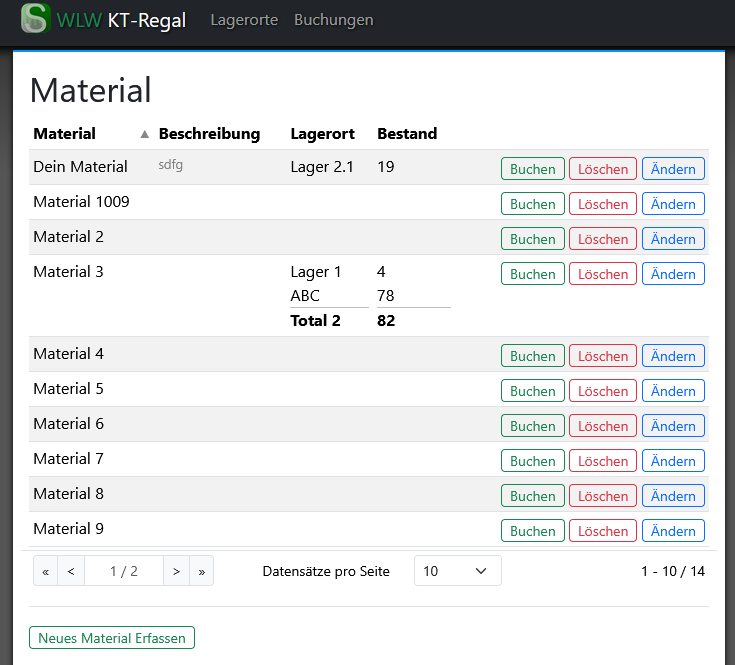 WLW KT-Regal Lagerorte Buchungen
Material
Material ▲ Beschreibung Lagerort Bestand
Dein Material sdfg Lager 2.1 19 Buchen Löschen Ändern
Material 1009 Buchen Löschen Ändern
Material 2 Buchen Löschen Ändern
Material 3 Lager 1 4 Buchen Löschen Ändern
ABC 78
Total 2 82
Material 4 Buchen Löschen Ändern
Material 5 Buchen Löschen Ändern
Material 6 Buchen Löschen Ändern
Material 7 Buchen Löschen Ändern
Material 8 Buchen Löschen Ändern
Material 9 Buchen Löschen Ändern
« < 1 / 2 > » Datensätze pro Seite 10 1 - 10 / 14
Neues Material Erfassen